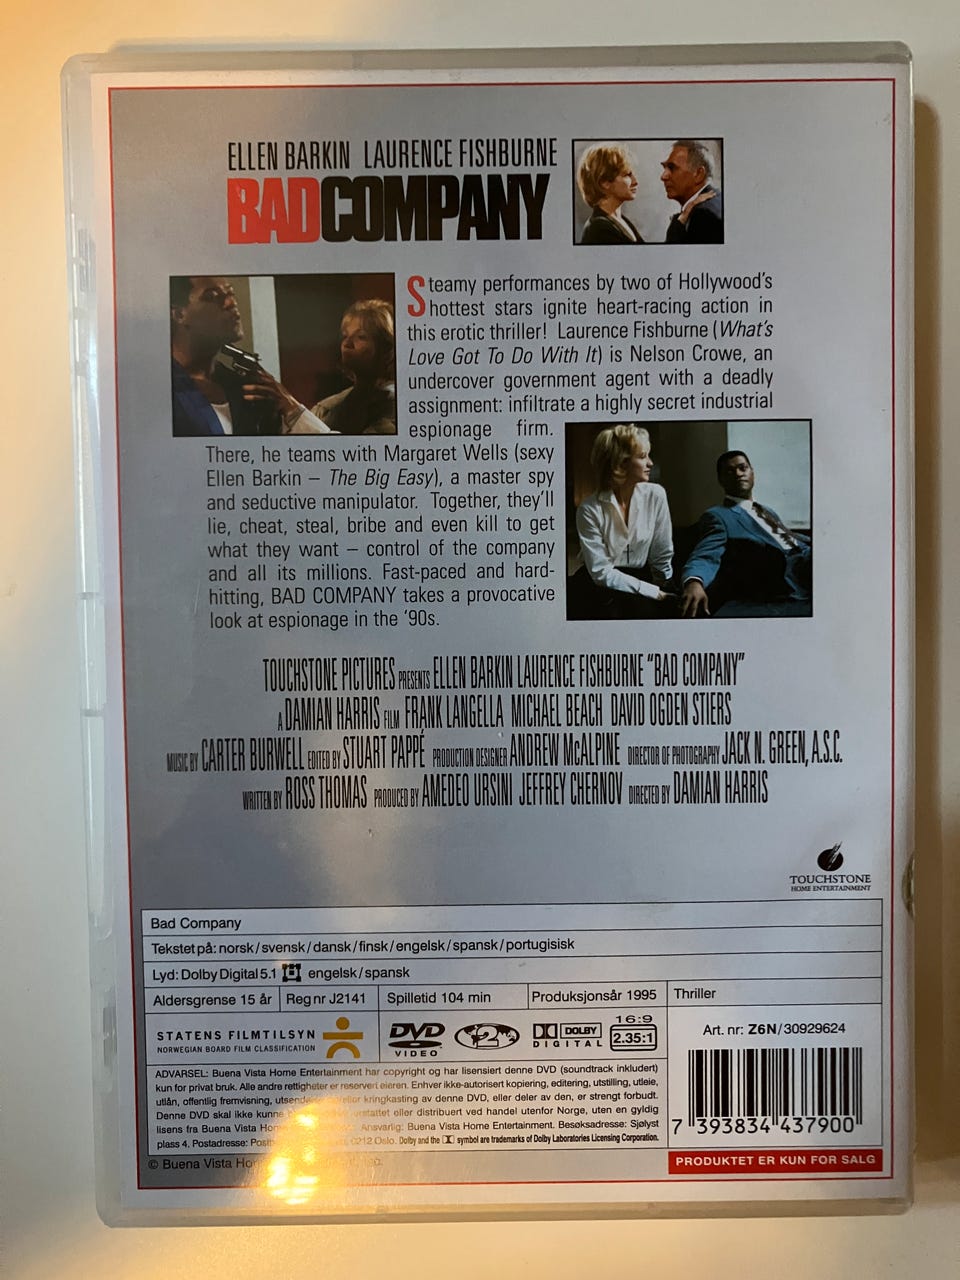 ELLEN BARKIN LAURENCE FISHBURNE
BAD COMPANY
Steamy performances by two of Hollywood's
hottest stars ignite heart-racing action in
this erotic thriller! Laurence Fishburne (What's
Love Got To Do With It) is Nelson Crowe, an
undercover government agent with a deadly
assignment: infiltrate a highly secret industrial
espionage firm.
There, he teams with Margaret Wells (sexy
Ellen Barkin – The Big Easy), a master spy
and seductive manipulator. Together, they'll
lie, cheat, steal, bribe and even kill to get
what they want – control of the company
and all its millions. Fast-paced and hard-
hitting, BAD COMPANY takes a provocative
look at espionage in the '90s.
TOUCHSTONE PICTURES PRESENTS ELLEN BARKIN LAURENCE FISHBURNE "BAD COMPANY"
A DAMIAN HARRIS FILM FRANK LANGELLA MICHAEL BEACH DAVID OGDEN STIERS
MUSIC BY CARTER BURWELL EDITED BY STUART PAPPÉ PRODUCTION DESIGNER ANDREW McALPINE DIRECTOR OF PHOTOGRAPHY JACK N. GREEN, A.S.C.
WRITTEN BY ROSS THOMAS PRODUCED BY AMEDEO URSINI JEFFREY CHERNOV DIRECTED BY DAMIAN HARRIS
TOUCHSTONE
HOME ENTERTAINMENT
Bad Company
Tekstet på: norsk/svensk/dansk/finsk/engelsk/spansk/portugisisk
Lyd: Dolby Digital 5.1 engelsk/spansk
Aldersgrense 15 år Reg nr J2141 Spilletid 104 min Produksjonsår 1995 Thriller
STATENS FILMTILSYN
NORWEGIAN BOARD FILM CLASSIFICATION
DVD
VIDEO
2
DOLBY
DIGITAL
16:9
2.35:1
Art. nr: Z6N/30929624
ADVARSEL: Buena Vista Home Entertainment har copyright og har lisensiert denne DVD (soundtrack inkludert)
kun for privat bruk. Alle andre rettigheter er reservert eieren. Enhver ikke-autorisert kopiering, editering, utstilling, utleie,
utlån, offentlig fremvisning, utsendelse eller kringkasting av denne DVD, eller deler av den, er strengt forbudt.
Denne DVD skal ikke kunne omsettes eller distribuert ved handel utenfor Norge, uten en gyldig
lisens fra Buena Vista Ansvarlig: Buena Vista Home Entertainment. Besøksadresse: Sjølyst
plass 4. Postadresse: 0212 Oslo. Dolby and the symbol are trademarks of Dolby Laboratories Licensing Corporation.
7 393834 437900
© Buena Vista
PRODUKTET ER KUN FOR SALG